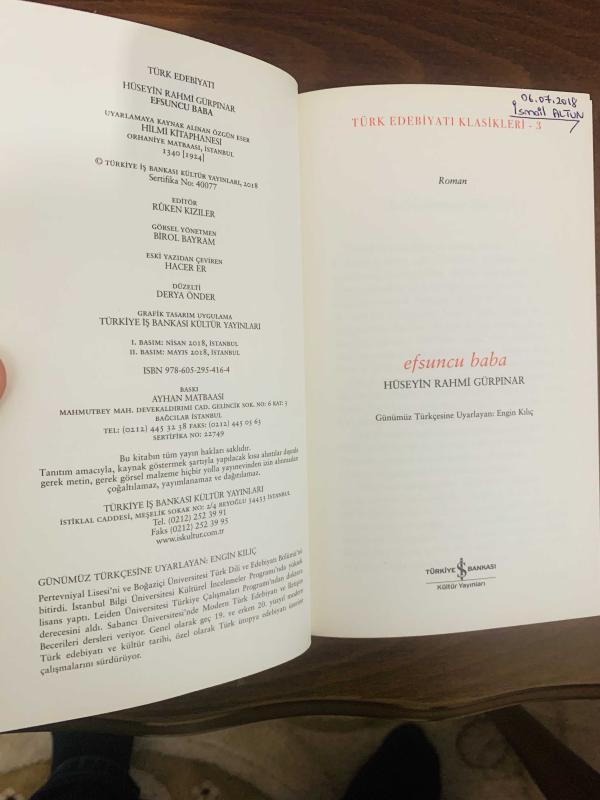 TÜRK EDEBİYATI
HÜSEYİN RAHMİ GÜRPINAR
EFSUNCU BABA
UYARLAMAYA KAYNAK ALINAN ÖZGÜN ESER
HİLMİ KİTAPHANESİ
ORHANİYE MATBAASI, İSTANBUL
1340 [1924]
© TÜRKİYE İŞ BANKASI KÜLTÜR YAYINLARI, 2018
Sertifika No: 40077
EDİTÖR
RÜKEN KIZILER
GÖRSEL YÖNETMEN
BİROL BAYRAM
ESKİ YAZIDAN ÇEVİREN
HACER ER
DÜZELTİ
DERYA ÖNDER
GRAFİK TASARIM UYGULAMA
TÜRKİYE İŞ BANKASI KÜLTÜR YAYINLARI
I. BASIM: NİSAN 2018, İSTANBUL
II. BASIM: MAYIS 2018, İSTANBUL
ISBN 978-605-295-416-4
BASKI
AYHAN MATBAASI
MAHMUTBEY MAH. DEVEKALDIRIMI CAD. GELİNCİK SOK. NO: 6 KAT: 3
BAĞCILAR İSTANBUL
TEL: (0212) 445 32 38 FAKS: (0212) 445 05 63
SERTİFİKA NO: 22749
Bu kitabın tüm yayın hakları saklıdır.
Tanıtım amacıyla, kaynak göstermek şartıyla yapılacak kısa alıntılar dışında
gerek metin, gerek görsel malzeme hiçbir yolla yayınevinden izin alınmadan
çoğaltılamaz, yayımlanamaz ve dağıtılamaz.
TÜRKİYE İŞ BANKASI KÜLTÜR YAYINLARI
İSTİKLAL CADDESİ, MEŞELİK SOKAK NO: 2/4 BEYOĞLU 34433 İSTANBUL
Tel. (0212) 252 39 91
Faks (0212) 252 39 95
www.iskultur.com.tr
GÜNÜMÜZ TÜRKÇESİNE UYARLAYAN: ENGİN KILIÇ
Pertevniyal Lisesi'ni ve Boğaziçi Üniversitesi Türk Dili ve Edebiyatı Bölümü'nü
bitirdi. İstanbul Bilgi Üniversitesi Kültürel İncelemeler Programı'nda yüksek
lisans yaptı. Leiden Üniversitesi Türkiye Çalışmaları Programı'ndan doktora
derecesini aldı. Sabancı Üniversitesi'nde Modern Türk Edebiyatı ve İletişim
Becerileri dersleri veriyor. Genel olarak geç 19. ve erken 20. yüzyıl modern
Türk edebiyatı ve kültür tarihi, özel olarak Türk ütopya edebiyatı üzerine
çalışmalarını sürdürüyor.
06.07.2018
İsmail ALTUN
TÜRK EDEBİYATI KLASİKLERİ - 3
Roman
efsuncu baba
HÜSEYİN RAHMİ GÜRPINAR
Günümüz Türkçesine Uyarlayan: Engin Kılıç
TÜRKİYE İŞ BANKASI
Kültür Yayınları